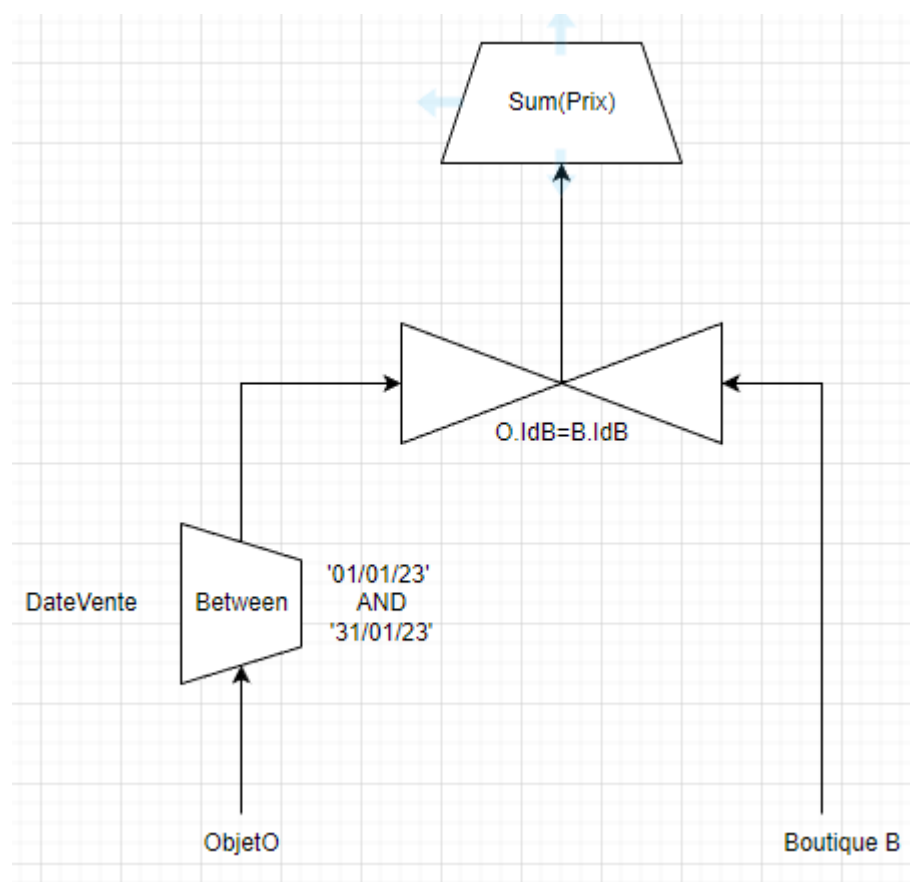 Sum(Prix)
O.IdB=B.IdB
DateVente
Between
'01/01/23'
AND
'31/01/23'
ObjetO
Boutique B